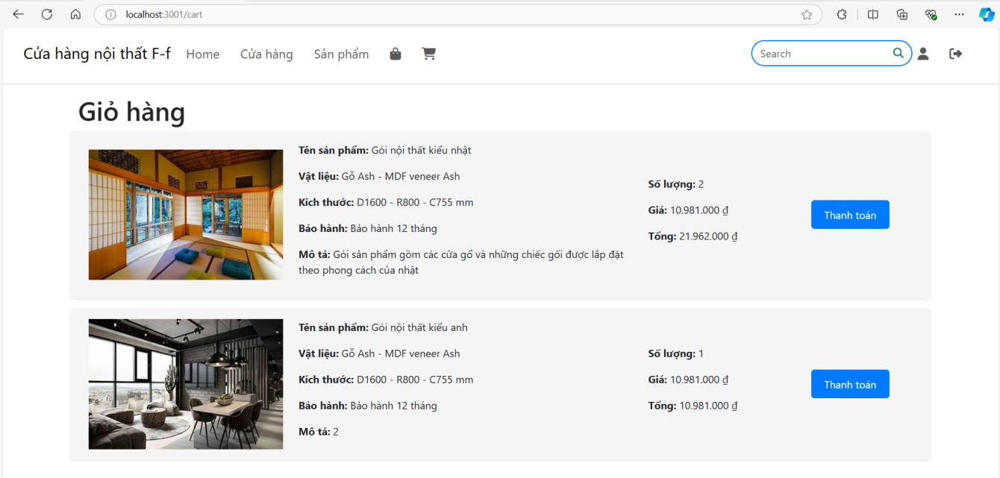 localhost:3001/cart
Cửa hàng nội thất F-f Home Cửa hàng Sản phẩm Search
Giỏ hàng
Tên sản phẩm: Gói nội thất kiểu nhật
Vật liệu: Gỗ Ash - MDF veneer Ash
Kích thước: D1600 - R800 - C755 mm
Bảo hành: Bảo hành 12 tháng
Mô tả: Gói sản phẩm gồm các cửa gổ và những chiếc gối được lắp đặt
theo phong cách của nhật
Số lượng: 2
Giá: 10.981.000 ₫
Tổng: 21.962.000 ₫
Thanh toán
Tên sản phẩm: Gói nội thất kiểu anh
Vật liệu: Gỗ Ash - MDF veneer Ash
Kích thước: D1600 - R800 - C755 mm
Bảo hành: Bảo hành 12 tháng
Mô tả: 2
Số lượng: 1
Giá: 10.981.000 ₫
Tổng: 10.981.000 ₫
Thanh toán